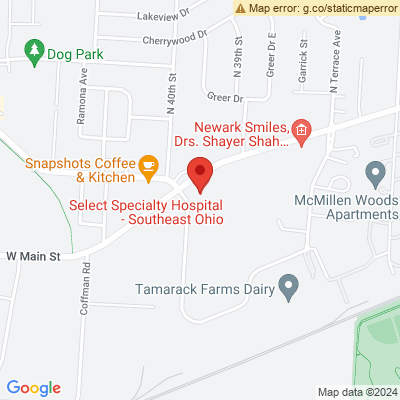 Map error: g.co/staticmaperror
Lakeview Dr
Cherrywood Dr
Dog Park
Ramona Ave
N 40th St
N 39th St
Greer Dr E
Garrick St
N Terrace Ave
Greer Dr
Newark Smiles,
Drs. Shayer Shah...
Snapshots Coffee
& Kitchen
Select Specialty Hospital
- Southeast Ohio
McMillen Woods
Apartments
W Main St
Coffman Rd
Tamarack Farms Dairy
Google
Map data ©2024